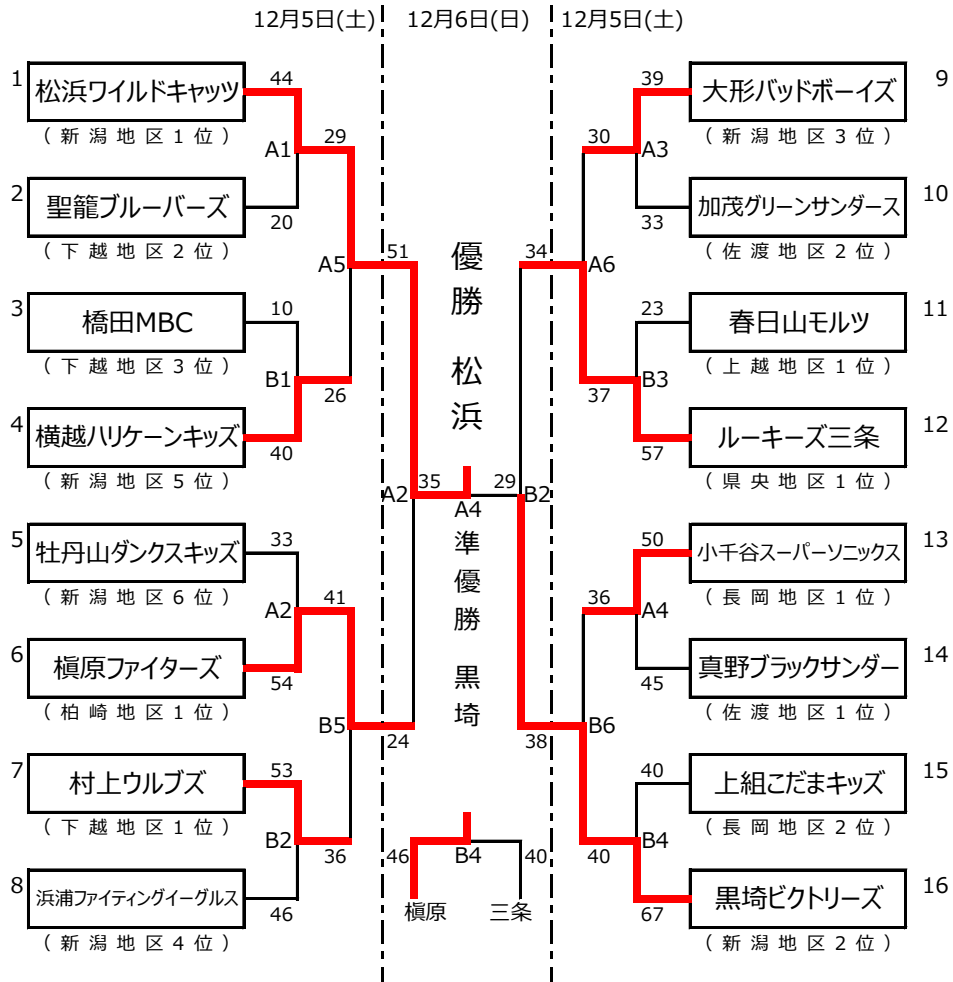 12月5日(土) 12月6日(日) 12月5日(土)
1 松浜ワイルドキャッツ 44
(新潟地区1位)
A1 29
2 聖籠ブルーバーズ 20
(下越地区2位)
A5 51
3 橋田MBC 10
(下越地区3位)
B1 26
4 横越ハリケーンキッズ 40
(新潟地区5位)
A2 35
5 牡丹山ダンクスキッズ 33
(新潟地区6位)
A2 41
6 槇原ファイターズ 54
(柏崎地区1位)
B5 24
7 村上ウルブズ 53
(下越地区1位)
B2 36
8 浜浦ファイティングイーグルス 46
(新潟地区4位)
優勝 松浜
A4
準優勝 黒埼
46 B4 40
槇原 三条
39 大形バッドボーイズ 9
(新潟地区3位)
30 A3
33 加茂グリーンサンダース 10
(佐渡地区2位)
34 A6
23 春日山モルツ 11
(上越地区1位)
37 B3
57 ルーキーズ三条 12
(県央地区1位)
29 B2
50 小千谷スーパーソニックス 13
(長岡地区1位)
36 A4
45 真野ブラックサンダー 14
(佐渡地区1位)
38 B6
40 上組こだまキッズ 15
(長岡地区2位)
40 B4
67 黒埼ビクトリーズ 16
(新潟地区2位)